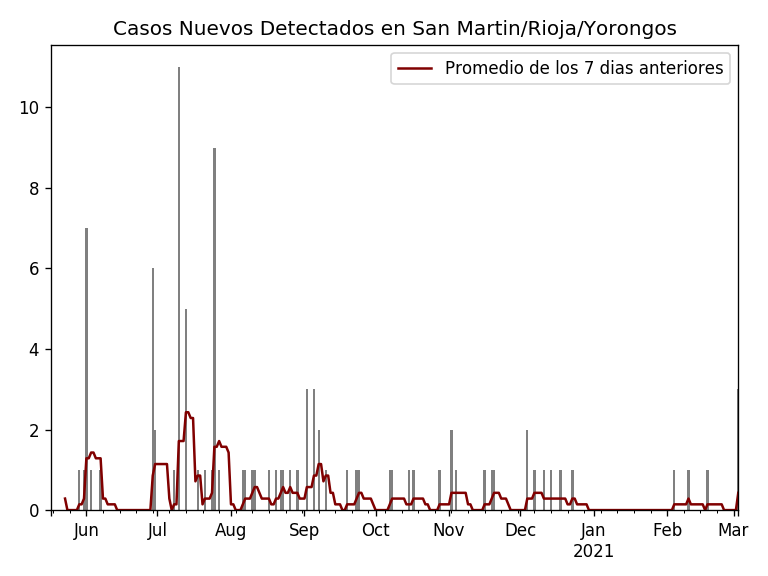 Casos Nuevos Detectados en San Martin/Rioja/Yorongos
Promedio de los 7 dias anteriores
10
8
6
4
2
0
Jun Jul Aug Sep Oct Nov Dec Jan Feb Mar
2021